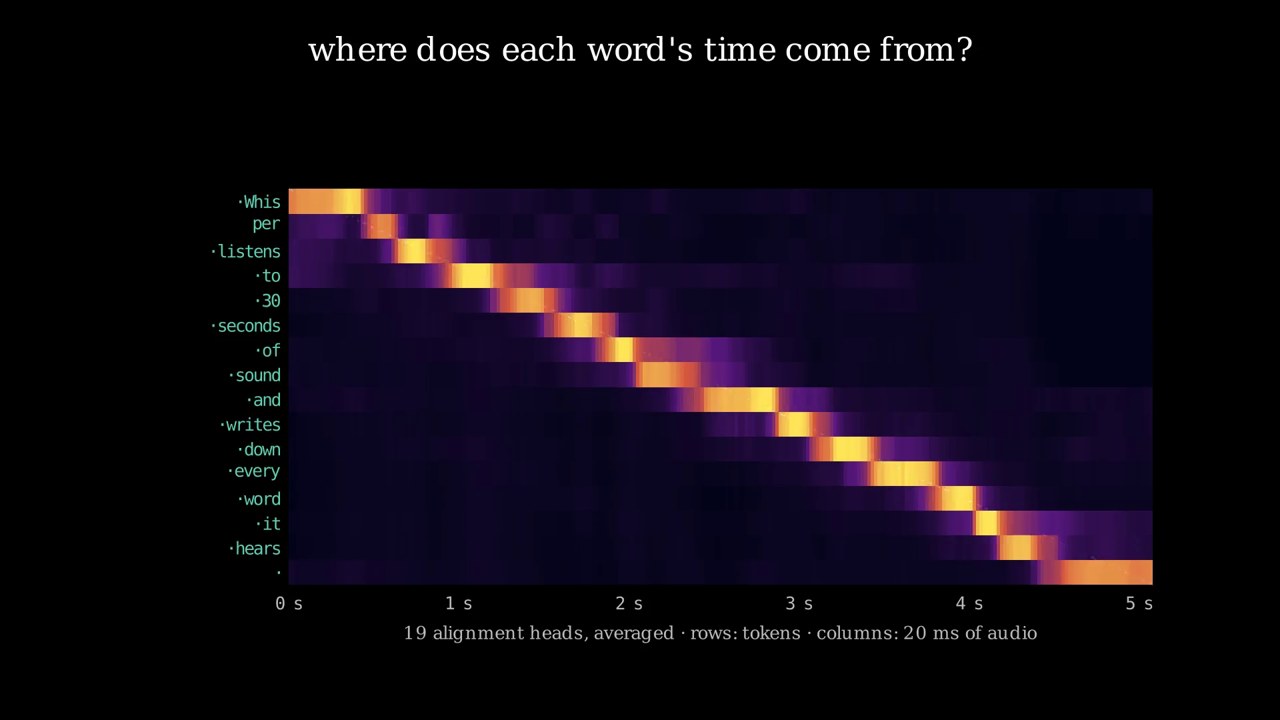 where does each word's time come from?
·Whis
per
·listens
·to
·30
·seconds
·of
·sound
·and
·writes
·down
·every
·word
·it
·hears
.
0 s 1 s 2 s 3 s 4 s 5 s
19 alignment heads, averaged · rows: tokens · columns: 20 ms of audio